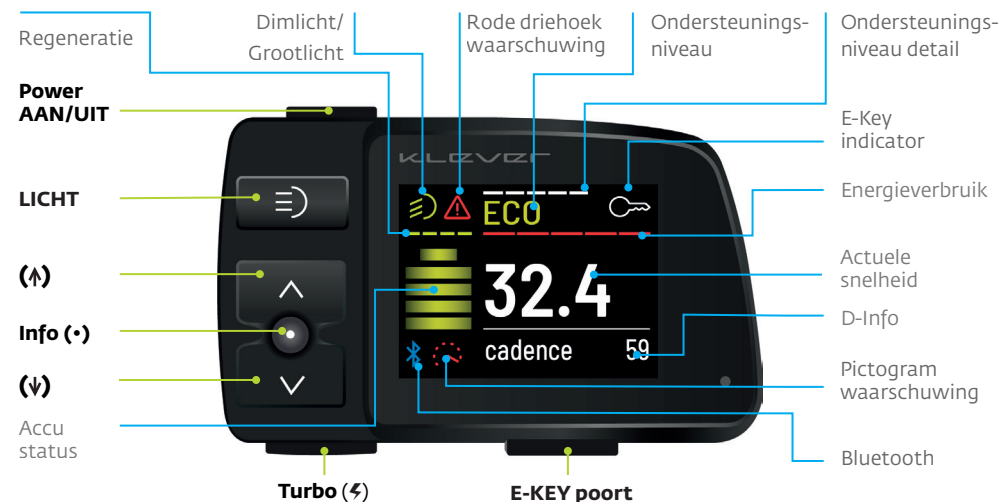 Regeneratie
Dimlicht/
Grootlicht
Rode driehoek
waarschuwing
Ondersteunings-
niveau
Ondersteunings-
niveau detail
Power
AAN/UIT
LICHT
(↑)
Info (•)
(↓)
Accu
status
Turbo (⚡)
E-KEY poort
KLEVER
ECO
32.4
cadence 59
E-Key
indicator
Energieverbruik
Actuele
snelheid
D-Info
Pictogram
waarschuwing
Bluetooth